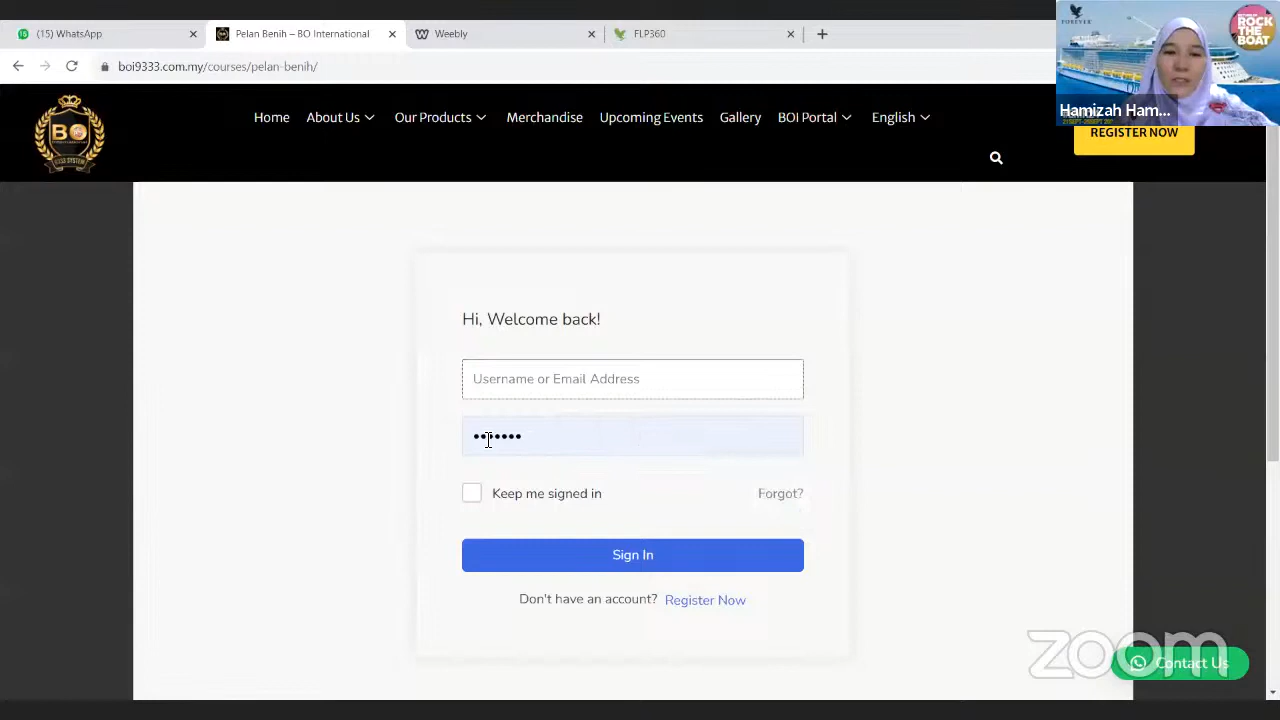 (15) WhatsApp
Pelan Benih – BO International
Weebly
FLP360
boi9333.com.my/courses/pelan-benih/
FOREVER
ROCK
THE
BOAT
Hamizah Ham...
BO
Home
About Us
Our Products
Merchandise
Upcoming Events
Gallery
BOI Portal
English
REGISTER NOW
Hi, Welcome back!
Username or Email Address
•••••••
Keep me signed in
Forgot?
Sign In
Don't have an account? Register Now
zoom
Contact Us